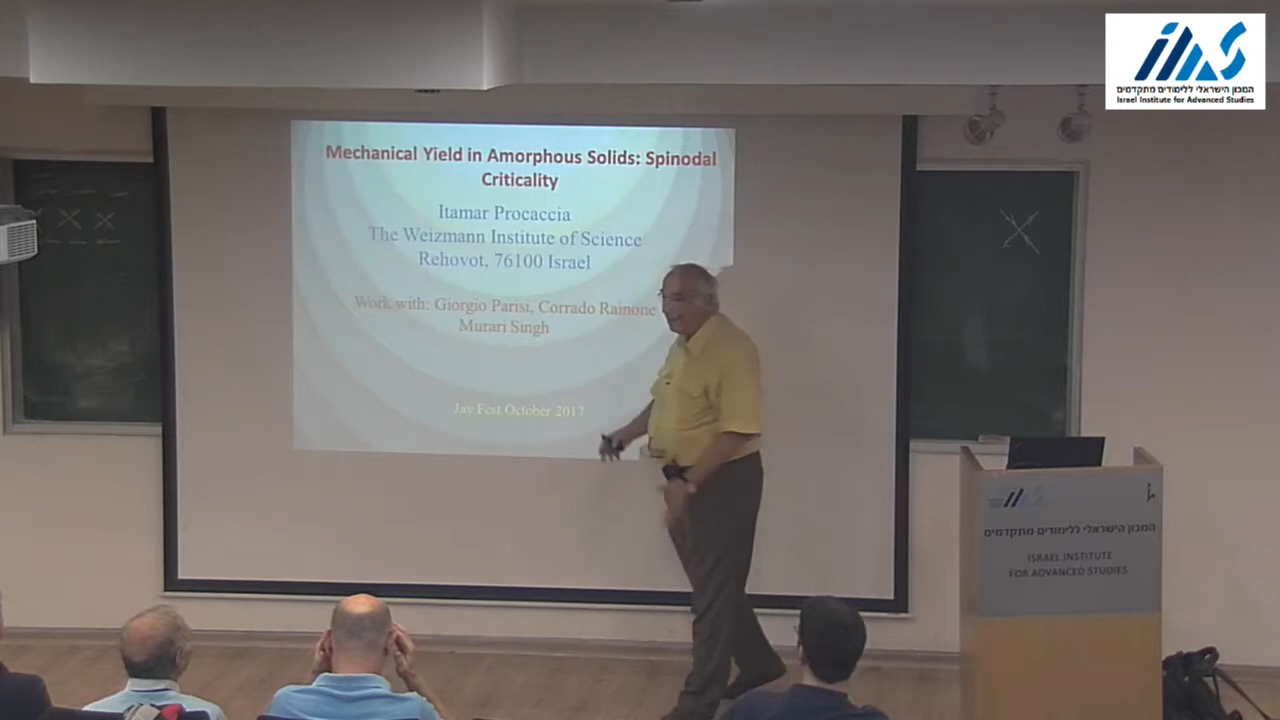 המכון הישראלי ללימודים מתקדמים
Israel Institute for Advanced Studies
Mechanical Yield in Amorphous Solids: Spinodal
Criticality
Itamar Procaccia
The Weizmann Institute of Science
Rehovot, 76100 Israel
Work with: Giorgio Parisi, Corrado Rainone
Murari Singh
Jay Fest October 2017
המכון הישראלי ללימודים מתקדמים
ISRAEL INSTITUTE
FOR ADVANCED STUDIES